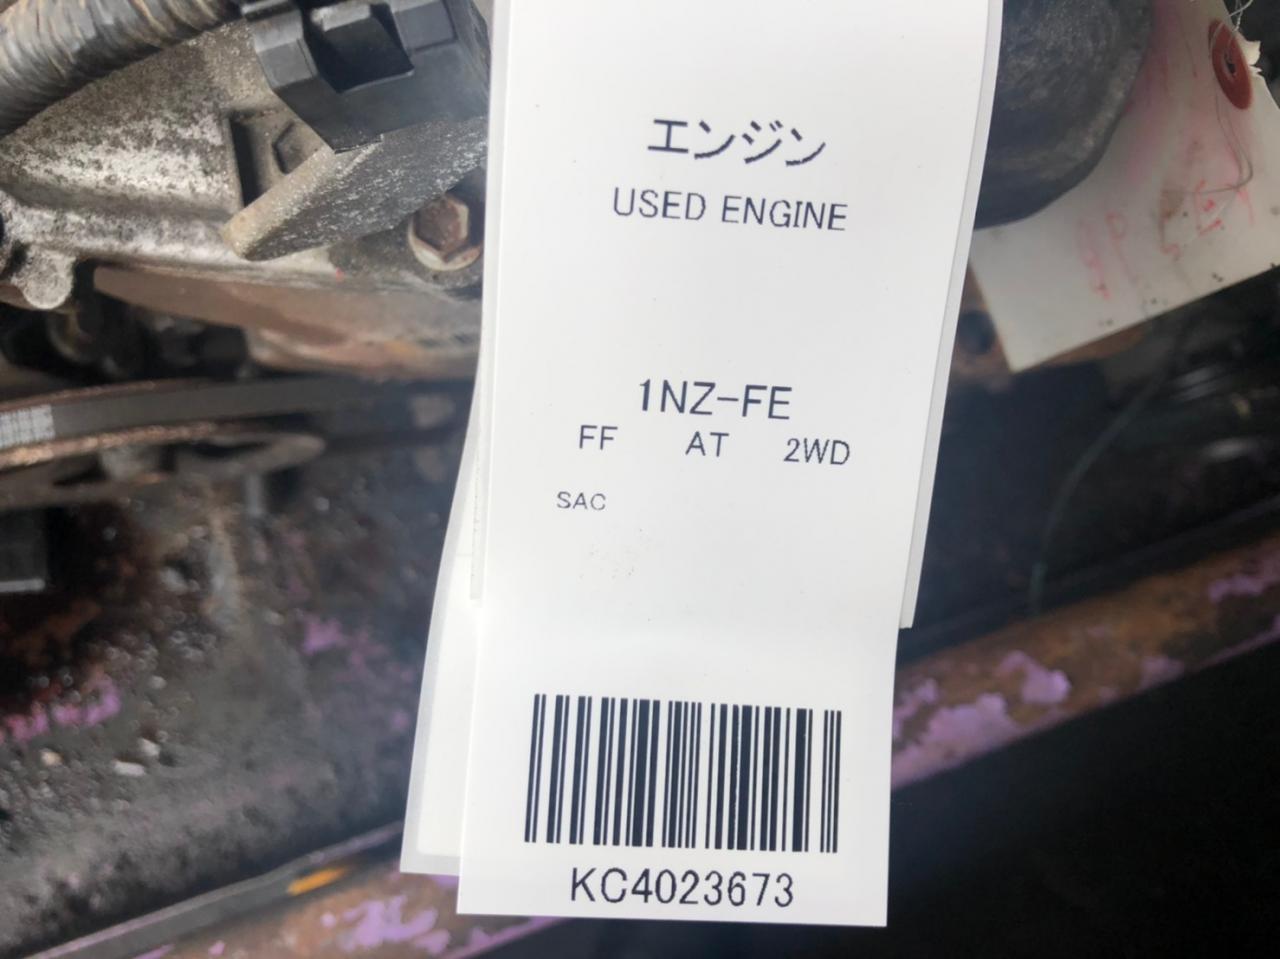 エンジン
USED ENGINE
1NZ-FE
FF AT 2WD
SAC
KC4023673